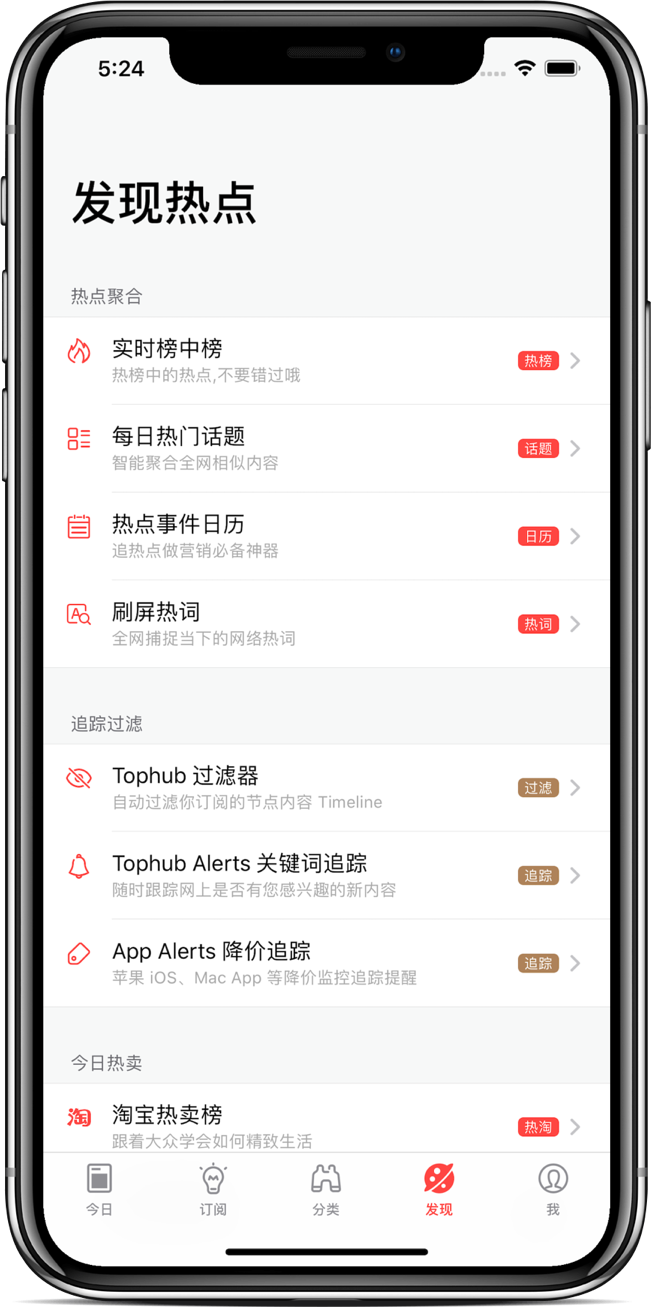 5:24
发现热点
热点聚合
实时榜中榜
热榜中的热点,不要错过哦
热榜
每日热门话题
智能聚合全网相似内容
话题
热点事件日历
追热点做营销必备神器
日历
刷屏热词
全网捕捉当下的网络热词
热词
追踪过滤
Tophub 过滤器
自动过滤你订阅的节点内容 Timeline
过滤
Tophub Alerts 关键词追踪
随时跟踪网上是否有您感兴趣的新内容
追踪
App Alerts 降价追踪
苹果 iOS、Mac App 等降价监控追踪提醒
追踪
今日热卖
淘
淘宝热卖榜
跟着大众学会如何精致生活
热淘
今日
订阅
分类
发现
我